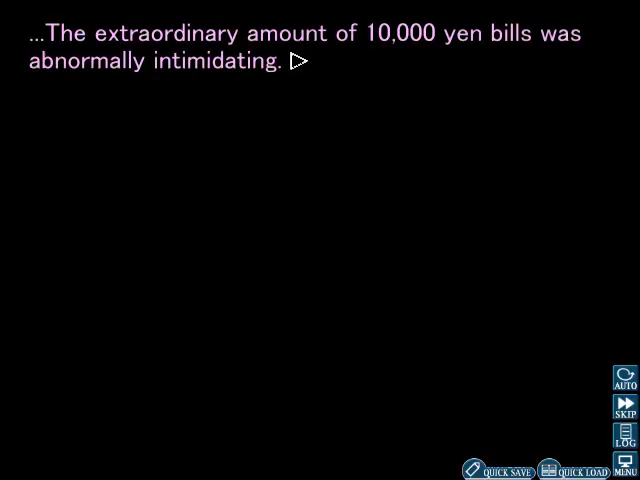 ...The extraordinary amount of 10,000 yen bills was
abnormally intimidating.
AUTO
SKIP
LOG
MENU
QUICK SAVE
QUICK LOAD